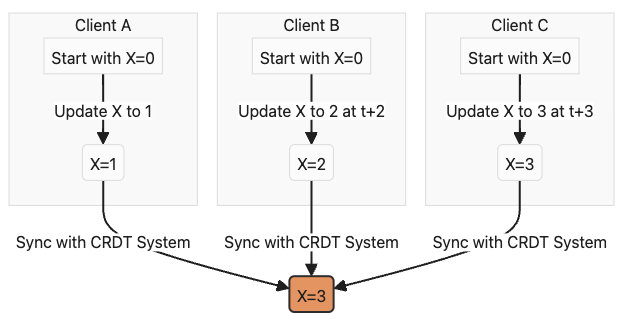 Client A
Client B
Client C
Start with X=0
Start with X=0
Start with X=0
Update X to 1
Update X to 2 at t+2
Update X to 3 at t+3
X=1
X=2
X=3
Sync with CRDT System
Sync with CRDT System
Sync with CRDT System
X=3